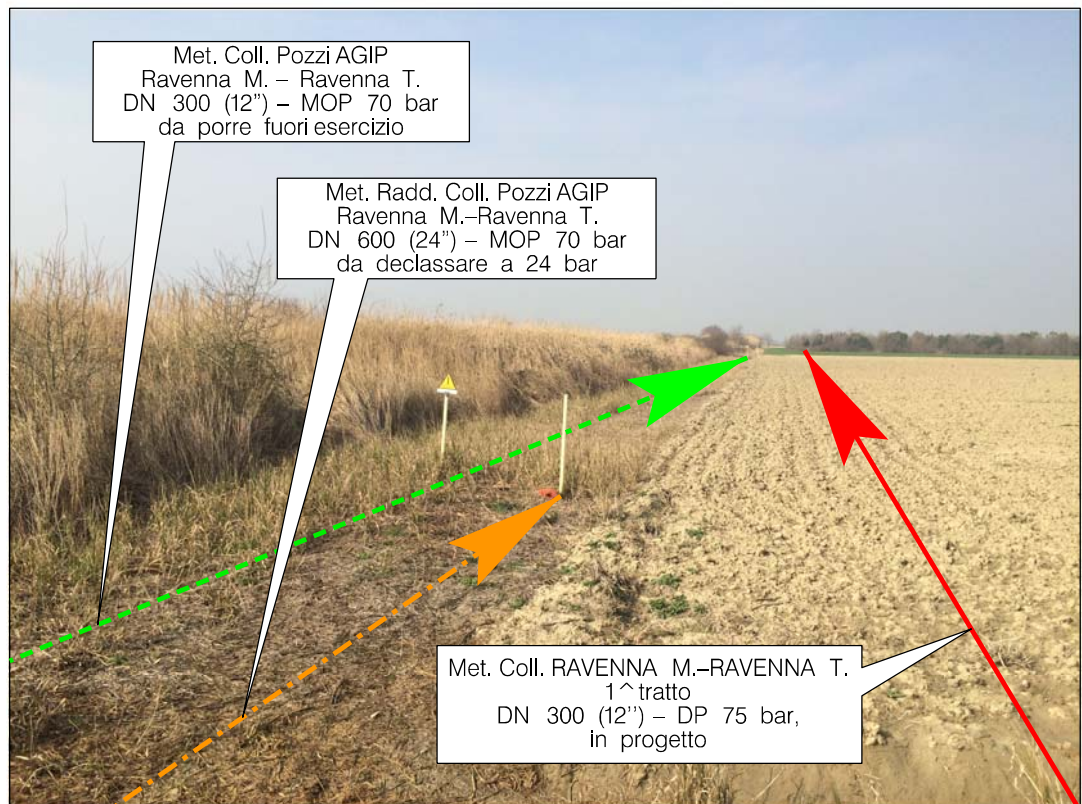 Met. Coll. Pozzi AGIP
Ravenna M. – Ravenna T.
DN 300 (12") – MOP 70 bar
da porre fuori esercizio
Met. Radd. Coll. Pozzi AGIP
Ravenna M.–Ravenna T.
DN 600 (24") – MOP 70 bar
da declassare a 24 bar
Met. Coll. RAVENNA M.–RAVENNA T.
1^tratto
DN 300 (12'') – DP 75 bar,
in progetto